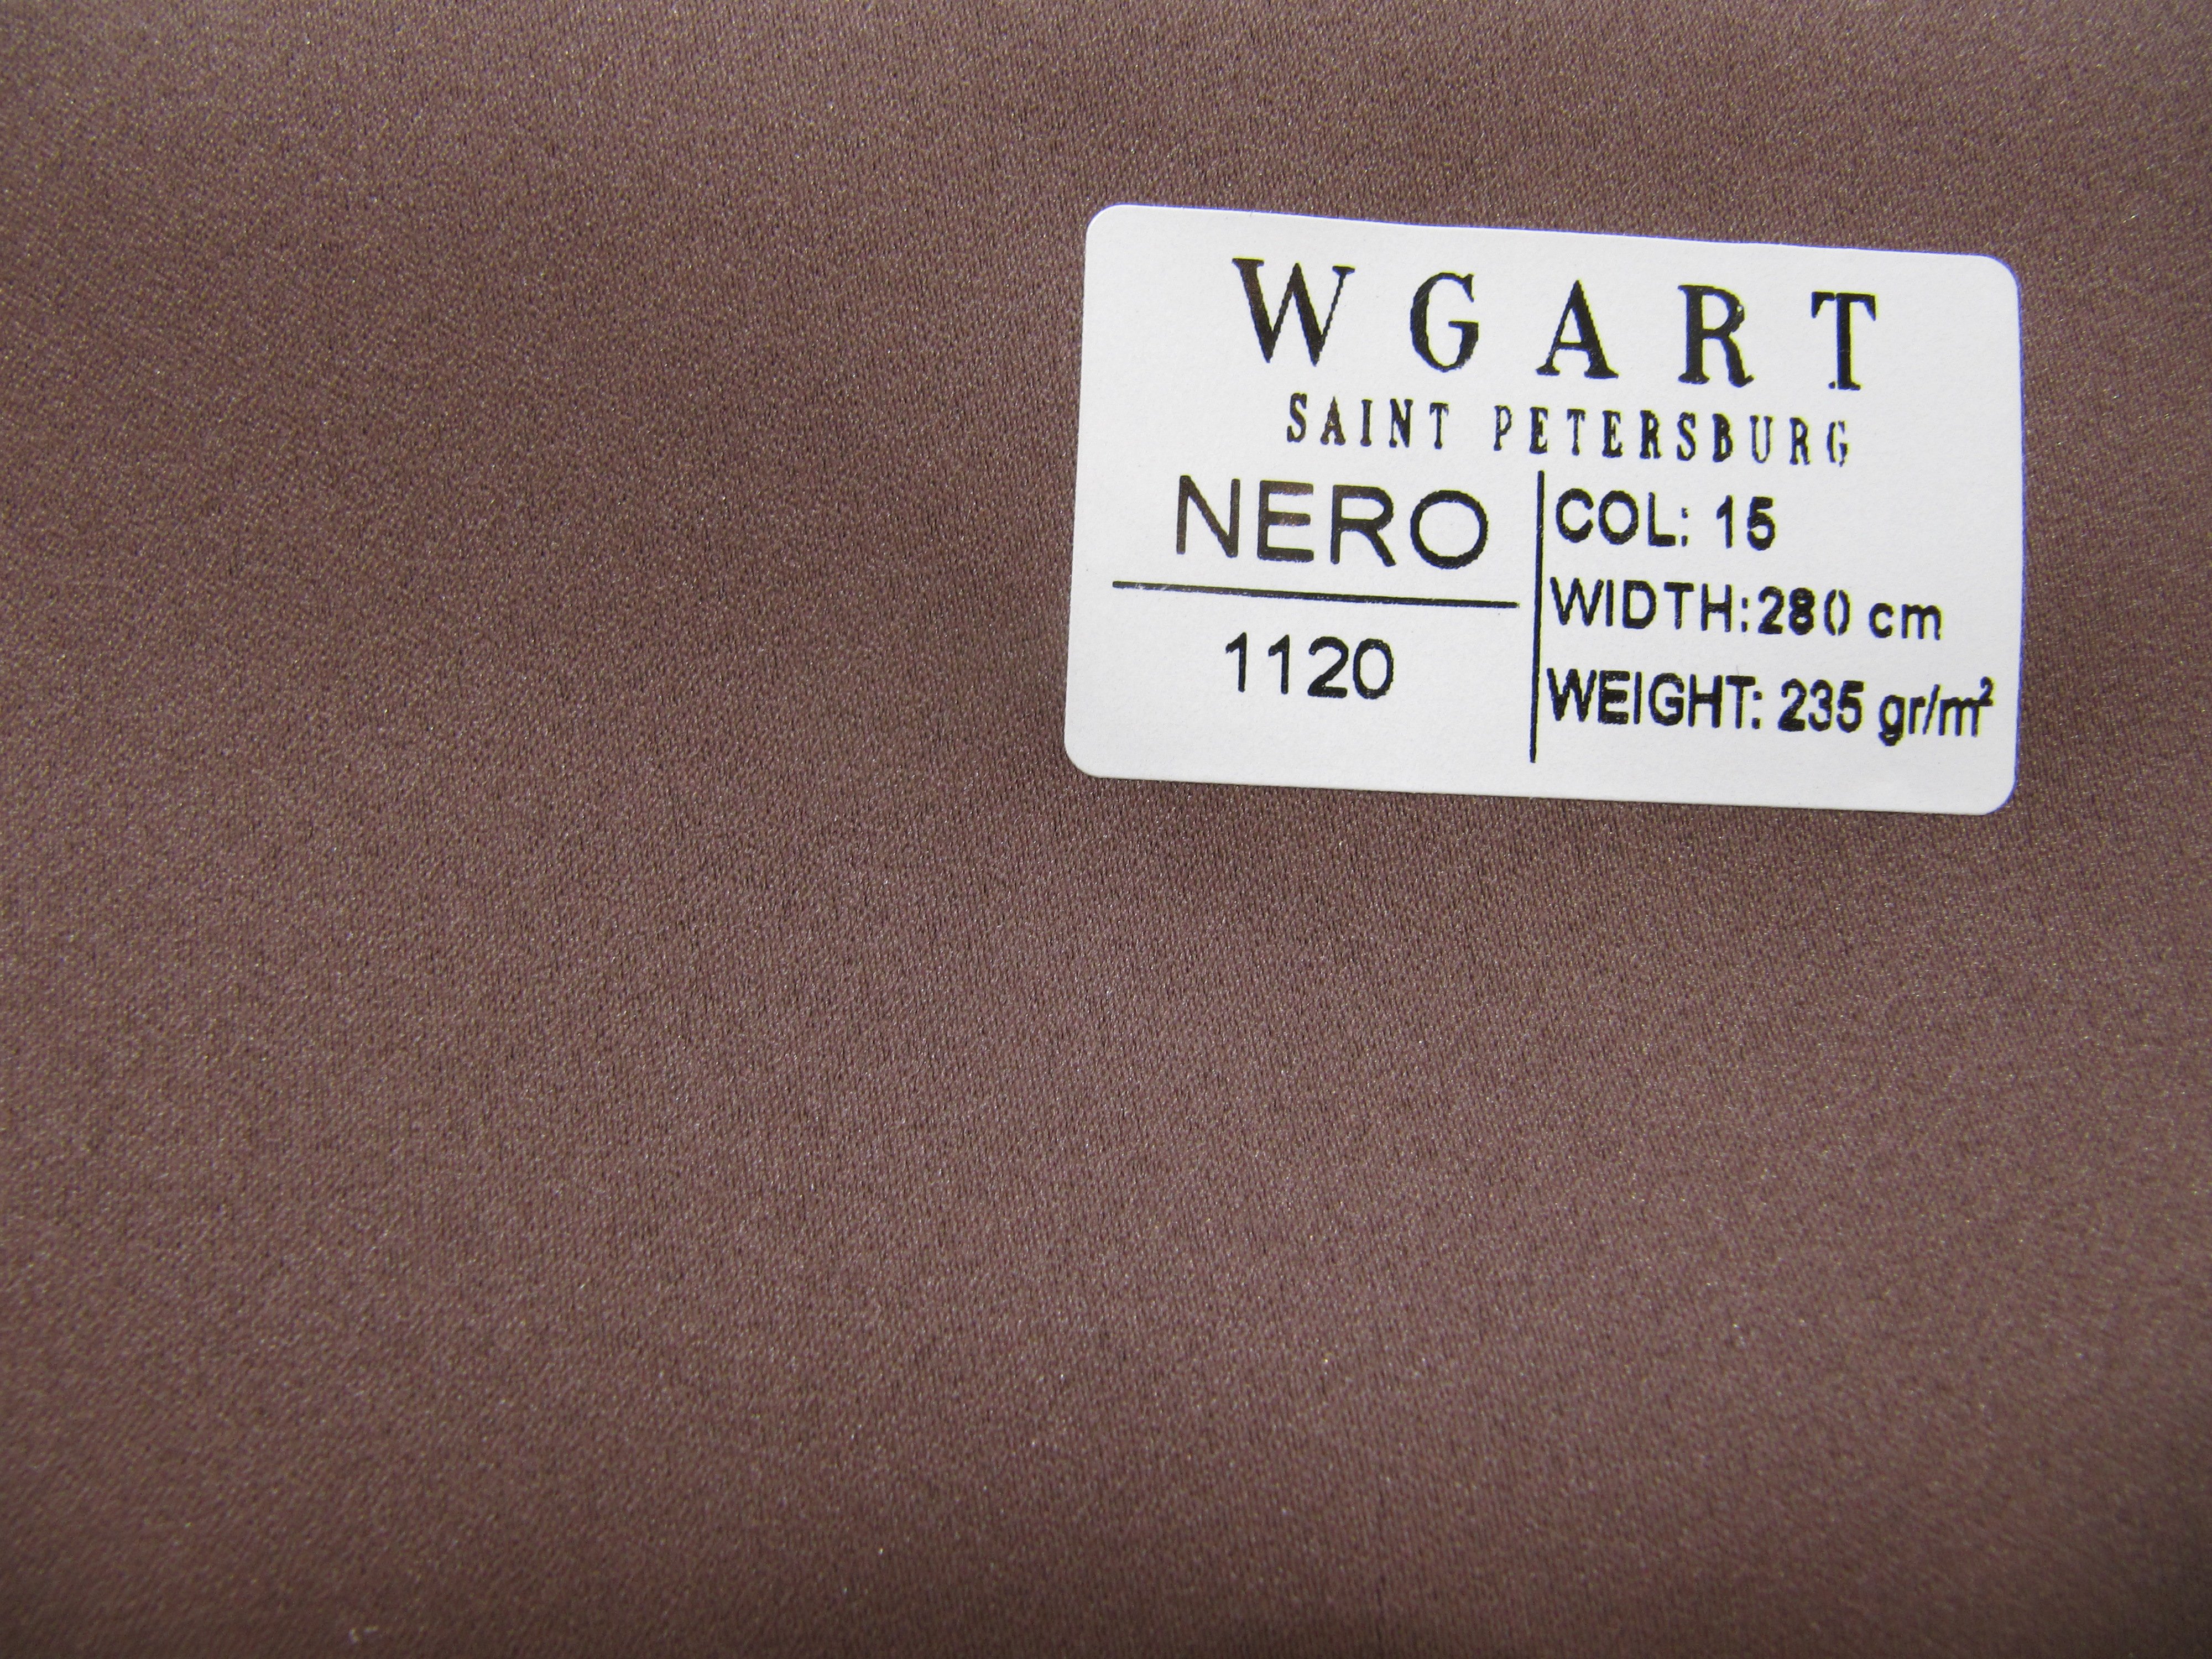 WGART
SAINT PETERSBURG
NERO
1120
COL: 15
WIDTH: 280 cm
WEIGHT: 235 gr/m²